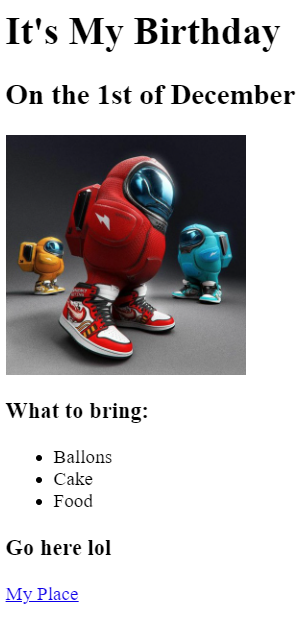 It's My Birthday
On the 1st of December
What to bring:
Ballons
Cake
Food
Go here lol
My Place